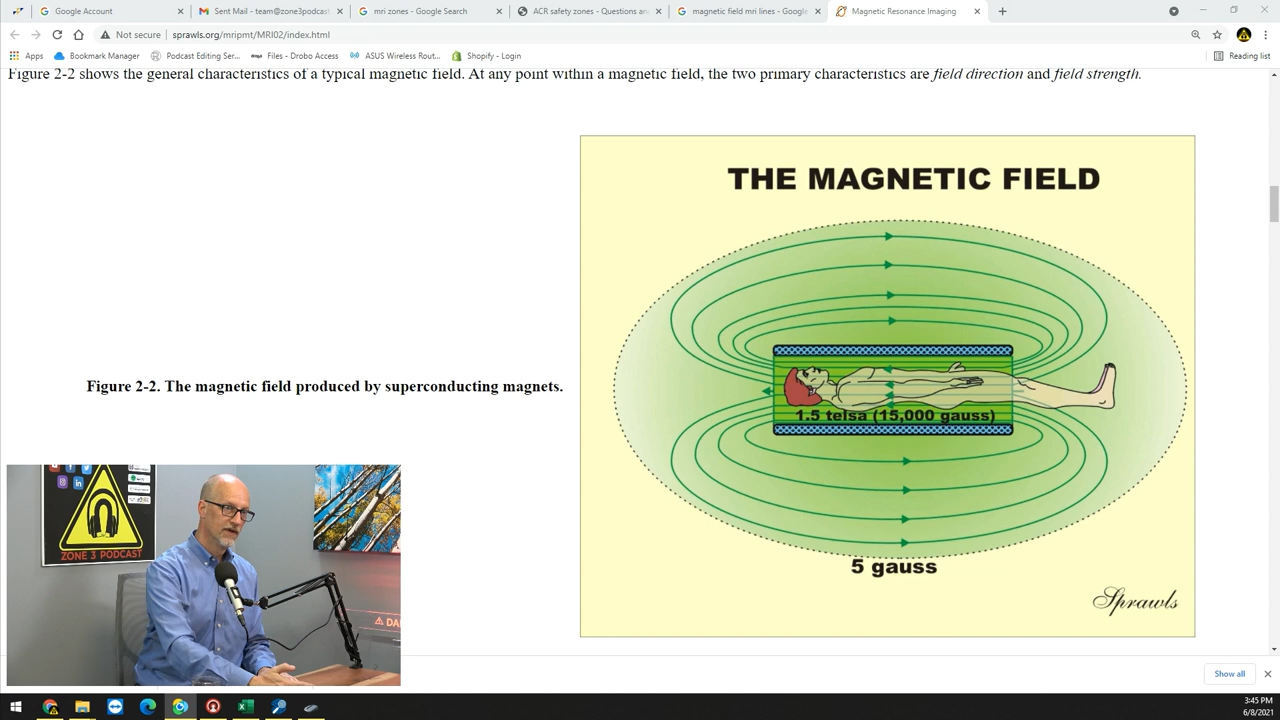 Google Account
Sent Mail - team@zone3podcast
mri zones - Google Search
ACR safety zones - Questions an
magnetic field mri lines - Google
Magnetic Resonance Imaging
Not secure
sprawls.org/mripmt/MRI02/index.html
Apps
Bookmark Manager
Podcast Editing Ser...
Files - Drobo Access
ASUS Wireless Rout...
Shopify - Login
Reading list
Figure 2-2 shows the general characteristics of a typical magnetic field. At any point within a magnetic field, the two primary characteristics are field direction and field strength.
THE MAGNETIC FIELD
1.5 telsa (15,000 gauss)
5 gauss
Sprawls
Figure 2-2. The magnetic field produced by superconducting magnets.
ZONE 3 PODCAST
DA
Show all
3:45 PM
6/8/2021